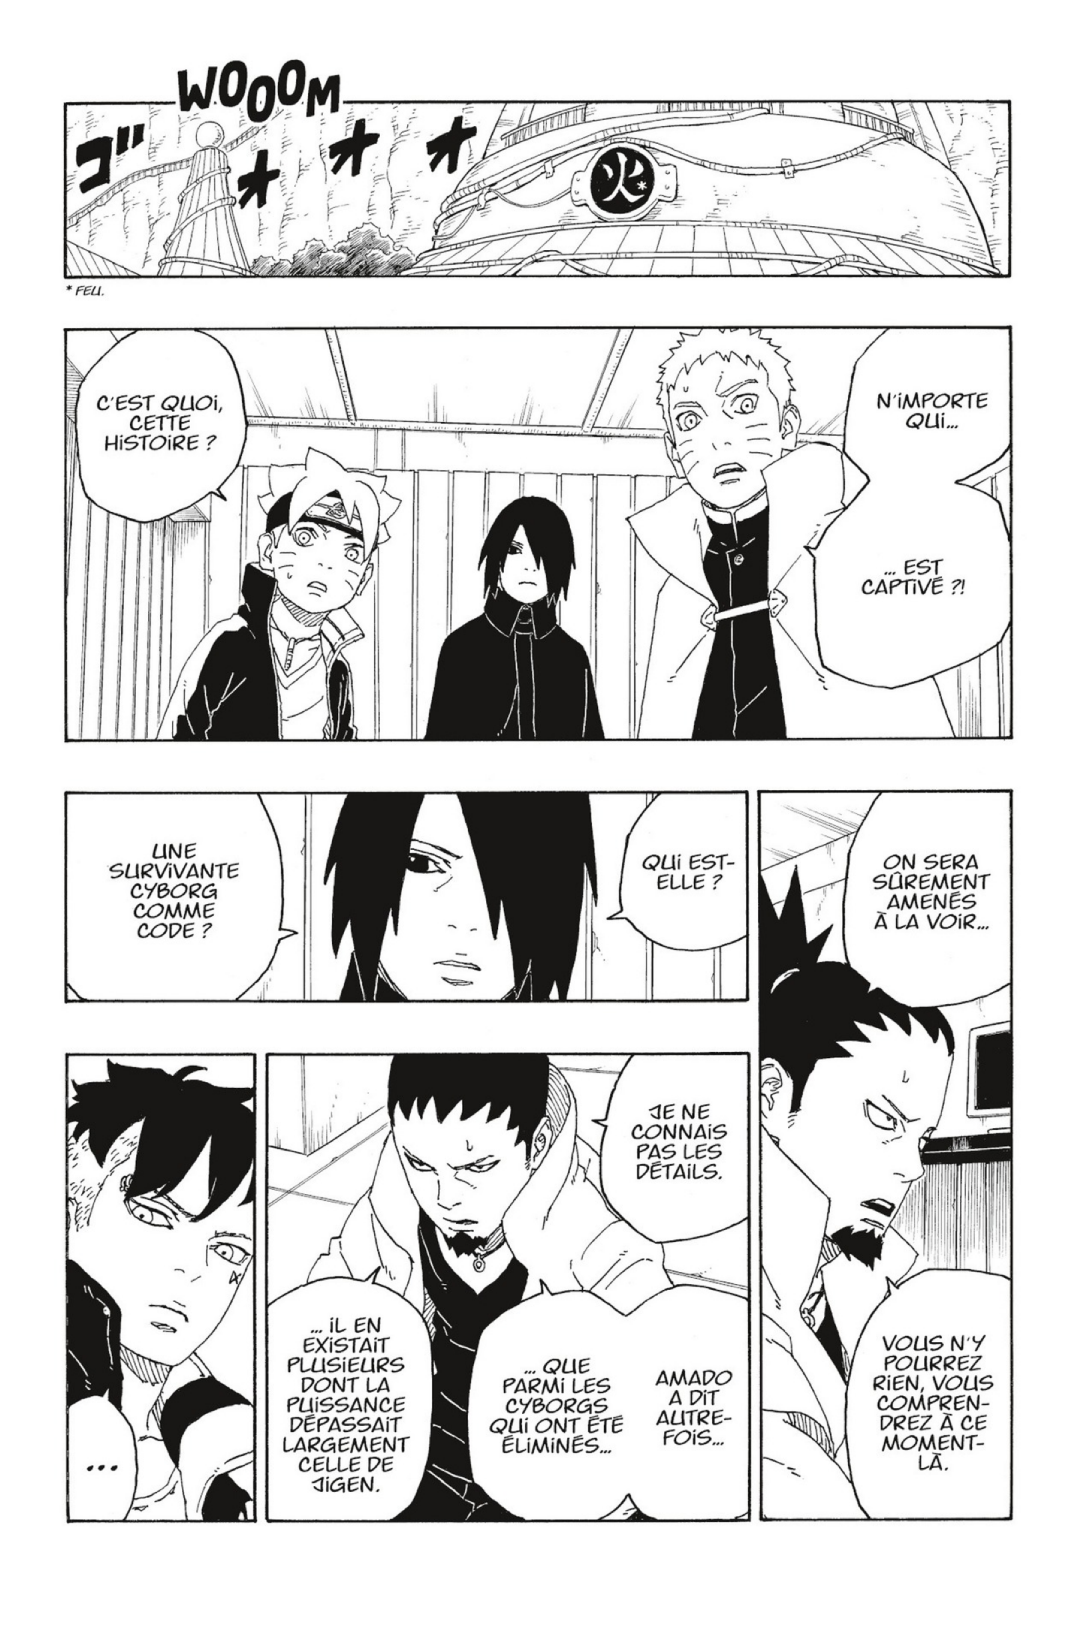 WOOOM
ゴオオオ
火*
* FEU.
N'IMPORTE
QUI...
... EST
CAPTIVÉ ?!
C'EST QUOI,
CETTE
HISTOIRE ?
ON SERA
SÛREMENT
AMENÉS
À LA VOIR...
VOUS N'Y
POURREZ
RIEN, VOUS
COMPREN-
DREZ À CE
MOMENT-
LÀ.
QUI EST-
ELLE ?
UNE
SURVIVANTE
CYBORG
COMME
CODE ?
JE NE
CONNAIS
PAS LES
DÉTAILS.
AMADO
A DIT
AUTRE-
FOIS...
... QUE
PARMI LES
CYBORGS
QUI ONT ÉTÉ
ÉLIMINÉS...
... IL EN
EXISTAIT
PLUSIEURS
DONT LA
PUISSANCE
DÉPASSAIT
LARGEMENT
CELLE DE
JIGEN.
...